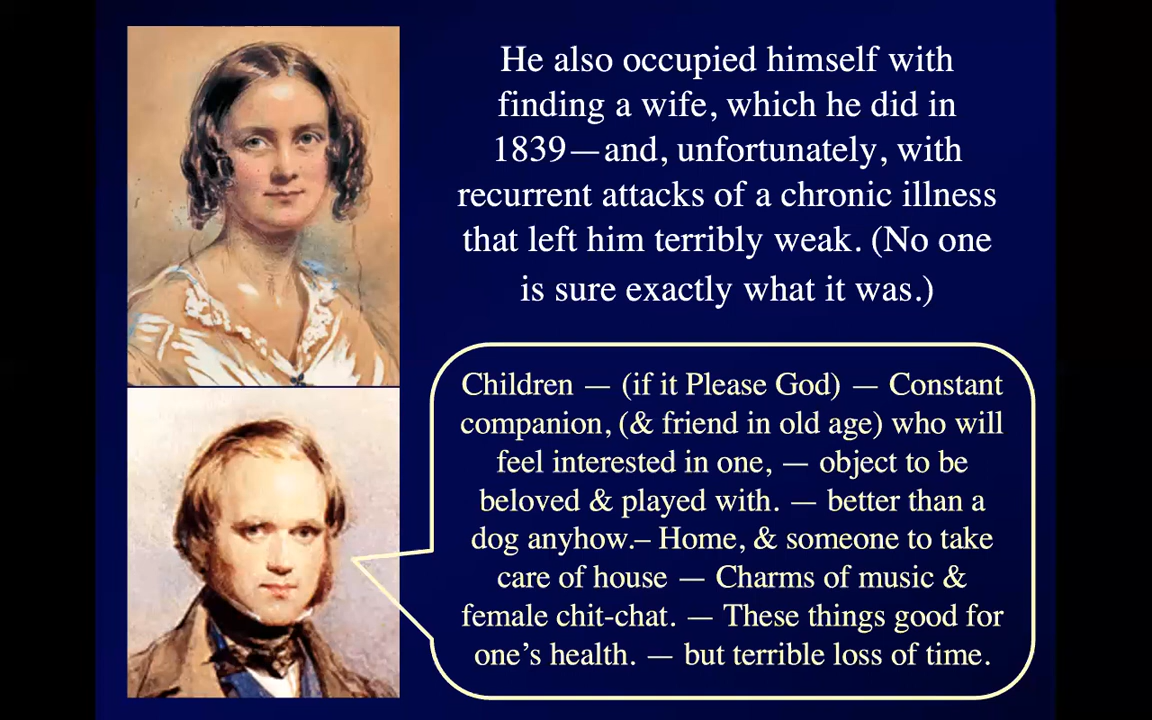 He also occupied himself with
finding a wife, which he did in
1839—and, unfortunately, with
recurrent attacks of a chronic illness
that left him terribly weak. (No one
is sure exactly what it was.)
Children — (if it Please God) — Constant
companion, (& friend in old age) who will
feel interested in one, — object to be
beloved & played with. — better than a
dog anyhow.– Home, & someone to take
care of house — Charms of music &
female chit-chat. — These things good for
one’s health. — but terrible loss of time.